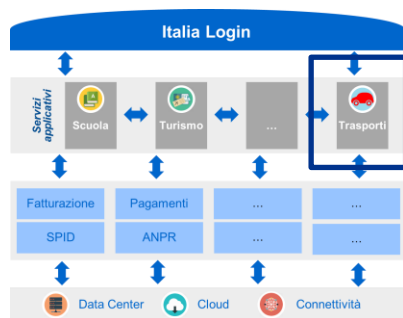 Italia Login
Servizi
applicativi
Scuola
Turismo
...
Trasporti
Fatturazione
Pagamenti
...
...
SPID
ANPR
...
...
Data Center
Cloud
Connettività